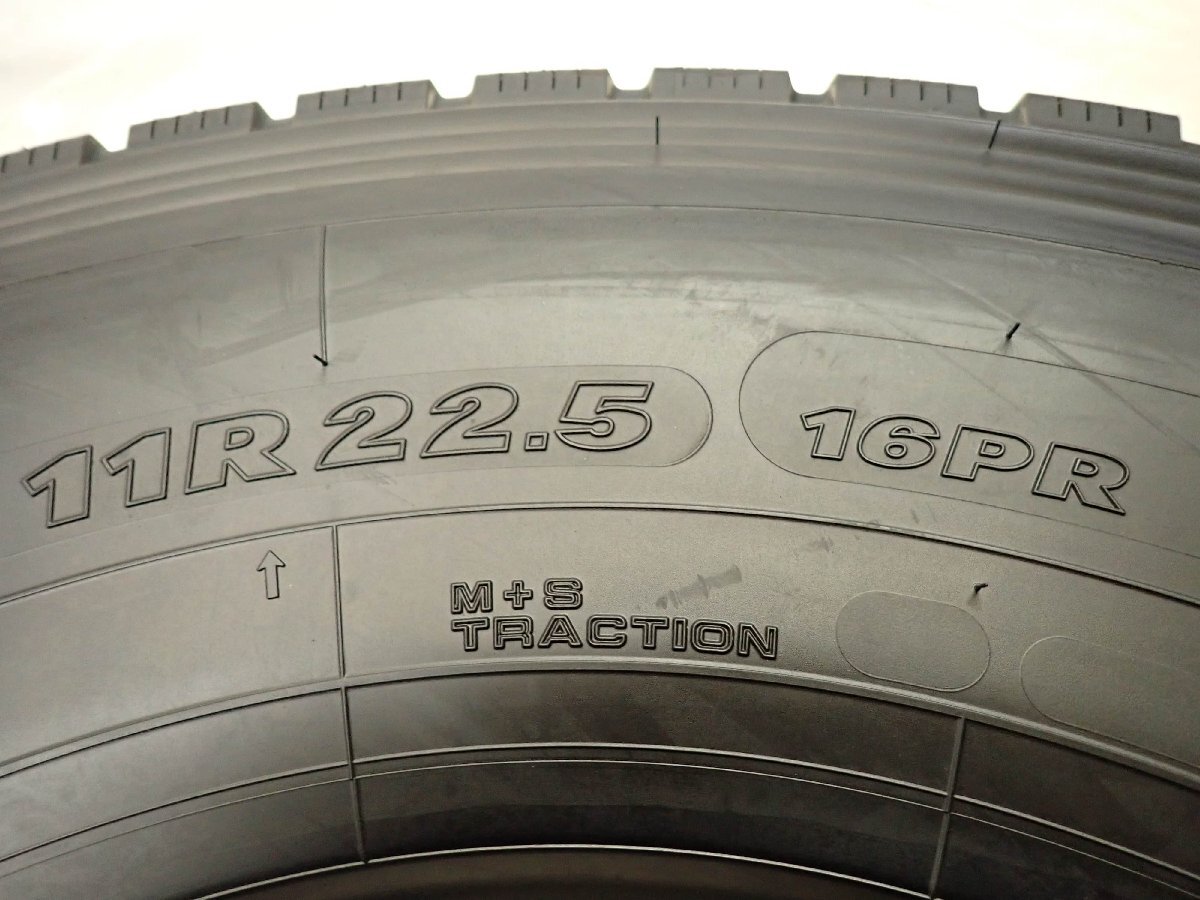 11R22.5
16PR
M+S
TRACTION